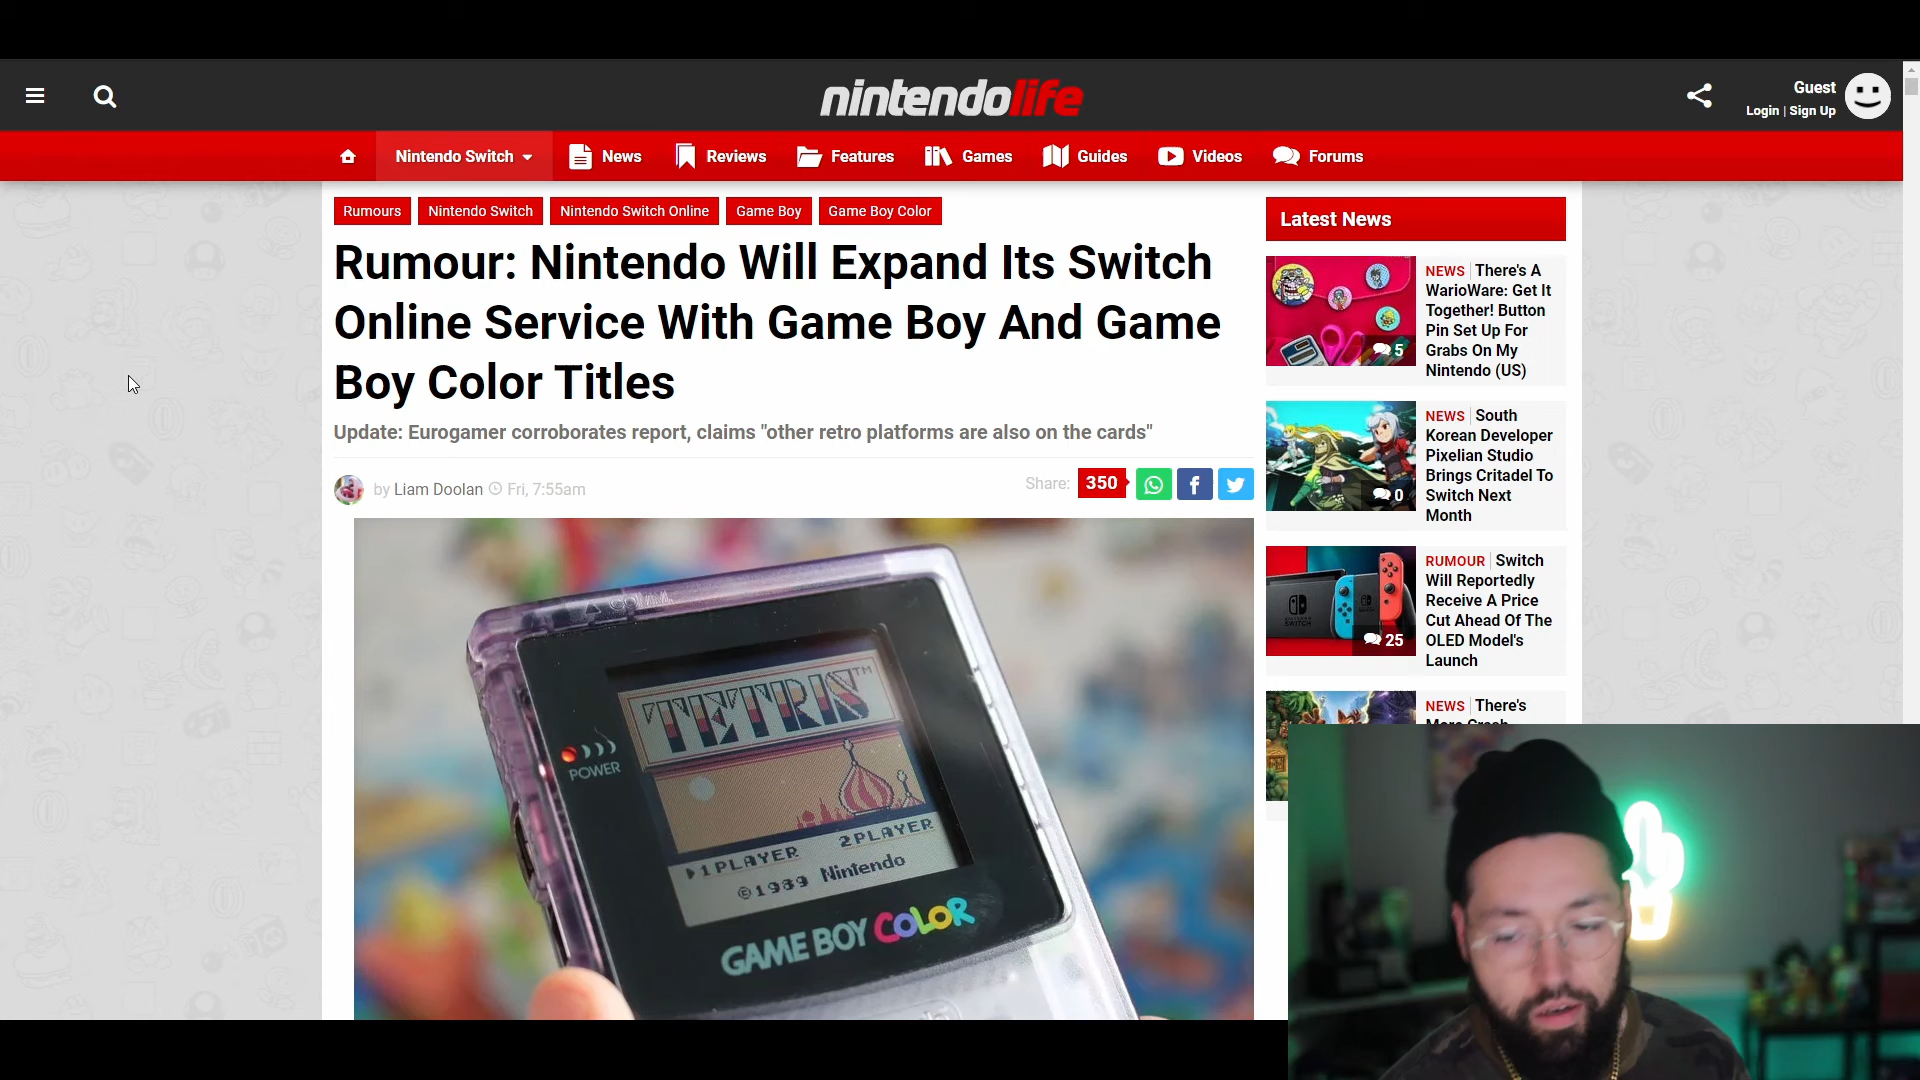 nintendolife
Guest
Login | Sign Up
Nintendo Switch
News
Reviews
Features
Games
Guides
Videos
Forums
Rumours
Nintendo Switch
Nintendo Switch Online
Game Boy
Game Boy Color
Rumour: Nintendo Will Expand Its Switch
Online Service With Game Boy And Game
Boy Color Titles
Update: Eurogamer corroborates report, claims "other retro platforms are also on the cards"
by Liam Doolan Fri, 7:55am
Share: 350
TETRIS™
POWER
1PLAYER 2PLAYER
©1989 Nintendo
GAME BOY COLOR
Latest News
NEWS There's A
WarioWare: Get It
Together! Button
Pin Set Up For
Grabs On My
Nintendo (US)
5
NEWS South
Korean Developer
Pixelian Studio
Brings Critadel To
Switch Next
Month
0
RUMOUR Switch
Will Reportedly
Receive A Price
Cut Ahead Of The
OLED Model's
Launch
25
NEWS There's